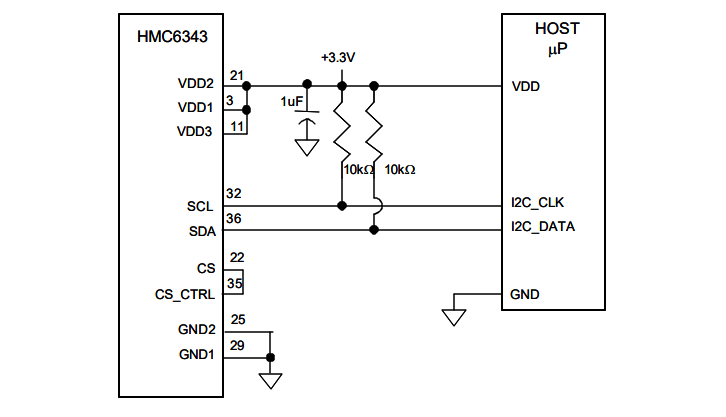 HMC6343
HOST
μP
+3.3V
VDD2 21
VDD
1uF
VDD1 3
VDD3 11
10kΩ 10kΩ
SCL 32
I2C_CLK
SDA 36
I2C_DATA
CS 22
CS_CTRL 35
GND
GND2 25
GND1 29